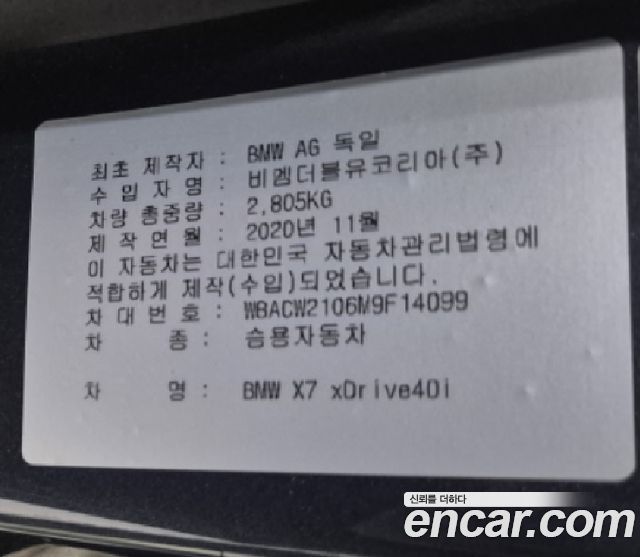 최초 제작자 : BMW AG 독일
수 입 자 명 : 비엠더블유코리아(주)
차량 총중량 : 2,805KG
제 작 연 월 : 2020년 11월
이 자동차는 대한민국 자동차관리법령에
적합하게 제작(수입)되었습니다.
차 대 번 호 : WBACW2106M9F14099
차 종 : 승용자동차
차 명 : BMW X7 xDrive40i
신뢰를 더하다
encar.com